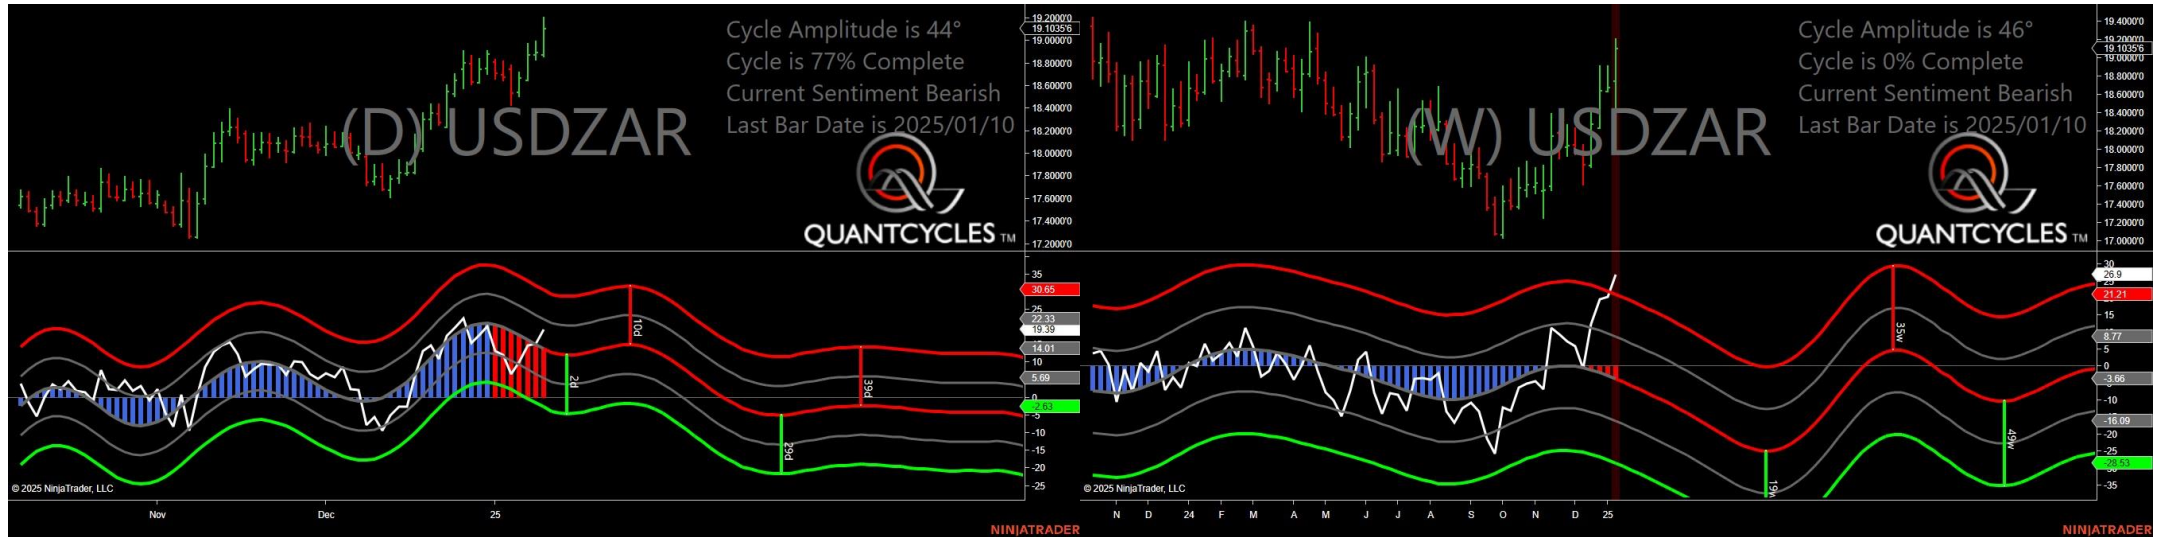 Cycle Amplitude is 44°
Cycle is 77% Complete
Current Sentiment Bearish
Last Bar Date is 2025/01/10
(D) USDZAR
QUANTCYCLES TM
19.2000'0
19.1035'6
19.0000'0
18.8000'0
18.6000'0
18.4000'0
18.2000'0
18.0000'0
17.8000'0
17.6000'0
17.4000'0
17.2000'0
35
30.65
25
22.33
19.39
14.01
10
5.69
0
-2.63
-5
-10
-15
-20
-25
2d
10d
29d
39d
© 2025 NinjaTrader, LLC
Nov Dec 25
NINJATRADER
Cycle Amplitude is 46°
Cycle is 0% Complete
Current Sentiment Bearish
Last Bar Date is 2025/01/10
(W) USDZAR
QUANTCYCLES TM
19.4000'0
19.2000'0
19.1035'6
18.8000'0
18.6000'0
18.4000'0
18.2000'0
18.0000'0
17.8000'0
17.6000'0
17.4000'0
17.2000'0
17.0000'0
30
26.9
25
21.21
15
8.77
5
0
-3.66
-10
-16.09
-20
-25
-28.53
-35
19w
35w
49w
© 2025 NinjaTrader, LLC
N D 24 F M A M J J A S O N D 25
NINJATRADER